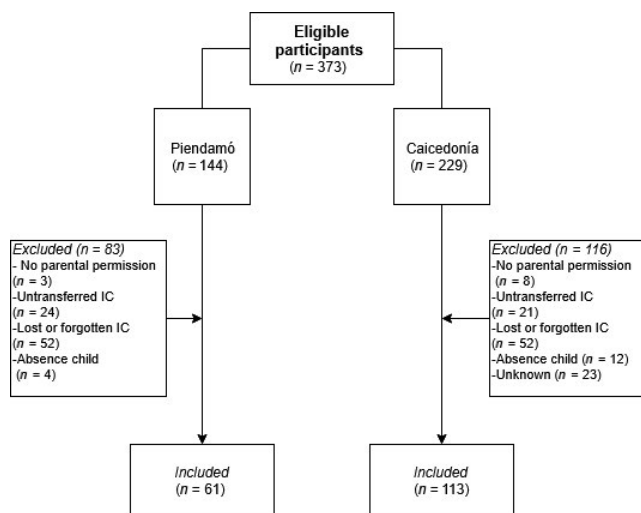 Eligible
participants
(n = 373)
Piendamó
(n = 144)
Caicedonía
(n = 229)
Excluded (n = 83)
- No parental permission
(n = 3)
-Untransferred IC
(n = 24)
-Lost or forgotten IC
(n = 52)
-Absence child
(n = 4)
Excluded (n = 116)
-No parental permission
(n = 8)
-Untransferred IC
(n = 21)
-Lost or forgotten IC
(n = 52)
-Absence child (n = 12)
-Unknown (n = 23)
Included
(n = 61)
Included
(n = 113)